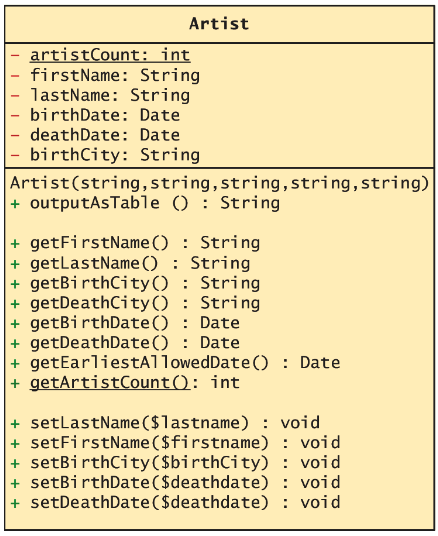 Artist
- artistCount: int
- firstName: String
- lastName: String
- birthDate: Date
- deathDate: Date
- birthCity: String
Artist(string,string,string,string,string)
+ outputAsTable () : String
+ getFirstName() : String
+ getLastName() : String
+ getBirthCity() : String
+ getDeathCity() : String
+ getBirthDate() : Date
+ getDeathDate() : Date
+ getEarliestAllowedDate() : Date
+ getArtistCount(): int
+ setLastName($lastname) : void
+ setFirstName($firstname) : void
+ setBirthCity($birthCity) : void
+ setBirthDate($deathdate) : void
+ setDeathDate($deathdate) : void